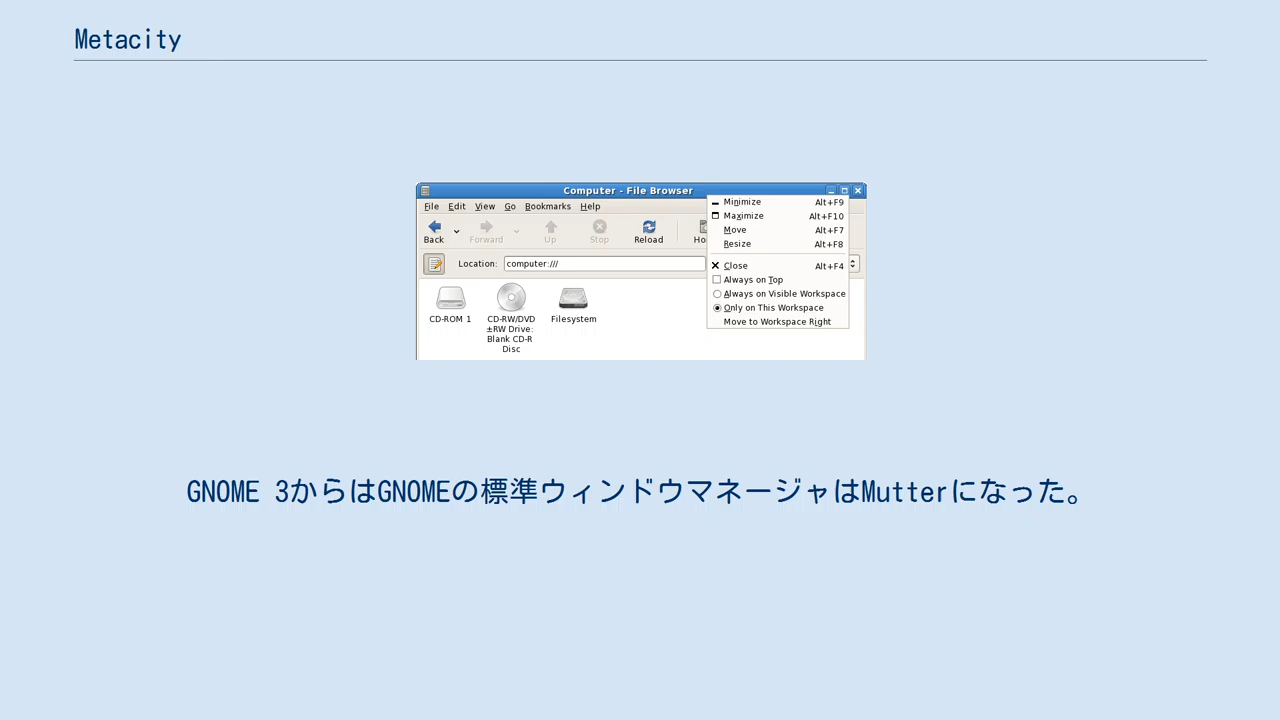 Metacity
Computer - File Browser
File Edit View Go Bookmarks Help
Back Forward Up Stop Reload
Location: computer:///
Minimize Alt+F9
Maximize Alt+F10
Move Alt+F7
Resize Alt+F8
Close Alt+F4
Always on Top
Always on Visible Workspace
Only on This Workspace
Move to Workspace Right
CD-ROM 1
CD-RW/DVD
±RW Drive:
Blank CD-R
Disc
Filesystem
GNOME 3からはGNOMEの標準ウィンドウマネージャはMutterになった。